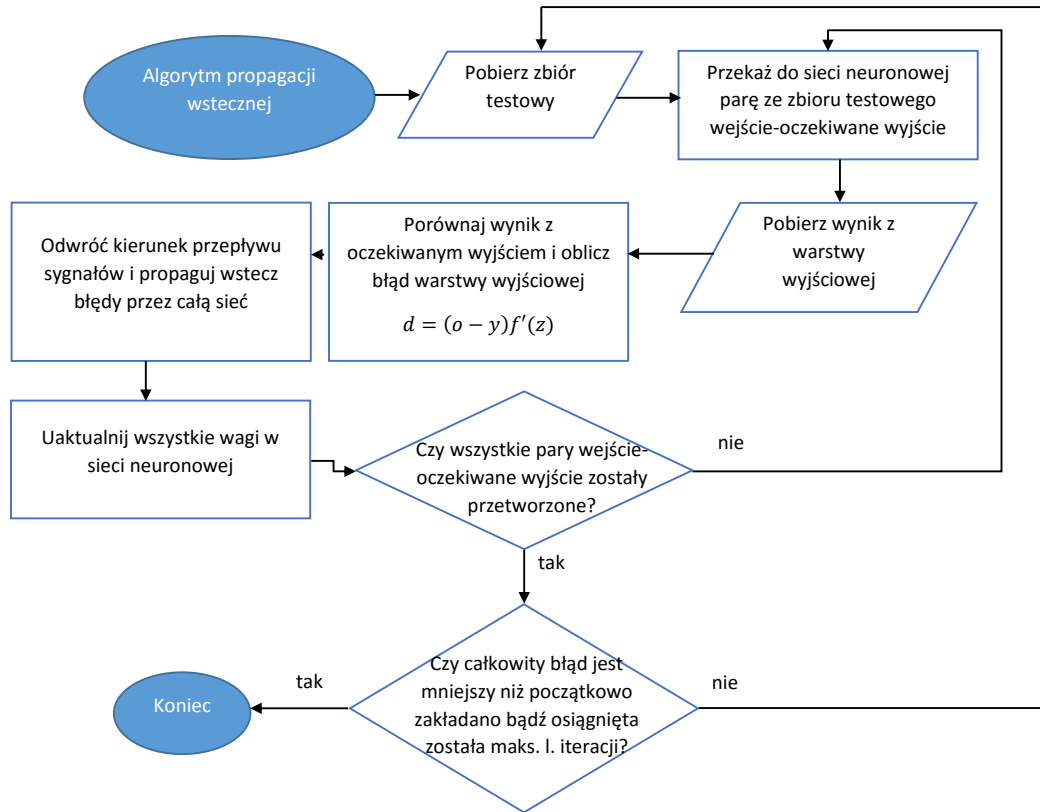 Algorytm propagacji
wstecznej
Pobierz zbiór
testowy
Przekaż do sieci neuronowej
parę ze zbioru testowego
wejście-oczekiwane wyjście
Pobierz wynik z
warstwy
wyjściowej
Porównaj wynik z
oczekiwanym wyjściem i oblicz
błąd warstwy wyjściowej
d = (o − y)f′(z)
Odwróć kierunek przepływu
sygnałów i propaguj wstecz
błędy przez całą sieć
Uaktualnij wszystkie wagi w
sieci neuronowej
Czy wszystkie pary wejście-
oczekiwane wyjście zostały
przetworzone?
nie
tak
Czy całkowity błąd jest
mniejszy niż początkowo
zakładano bądź osiągnięta
została maks. l. iteracji?
nie
tak
Koniec